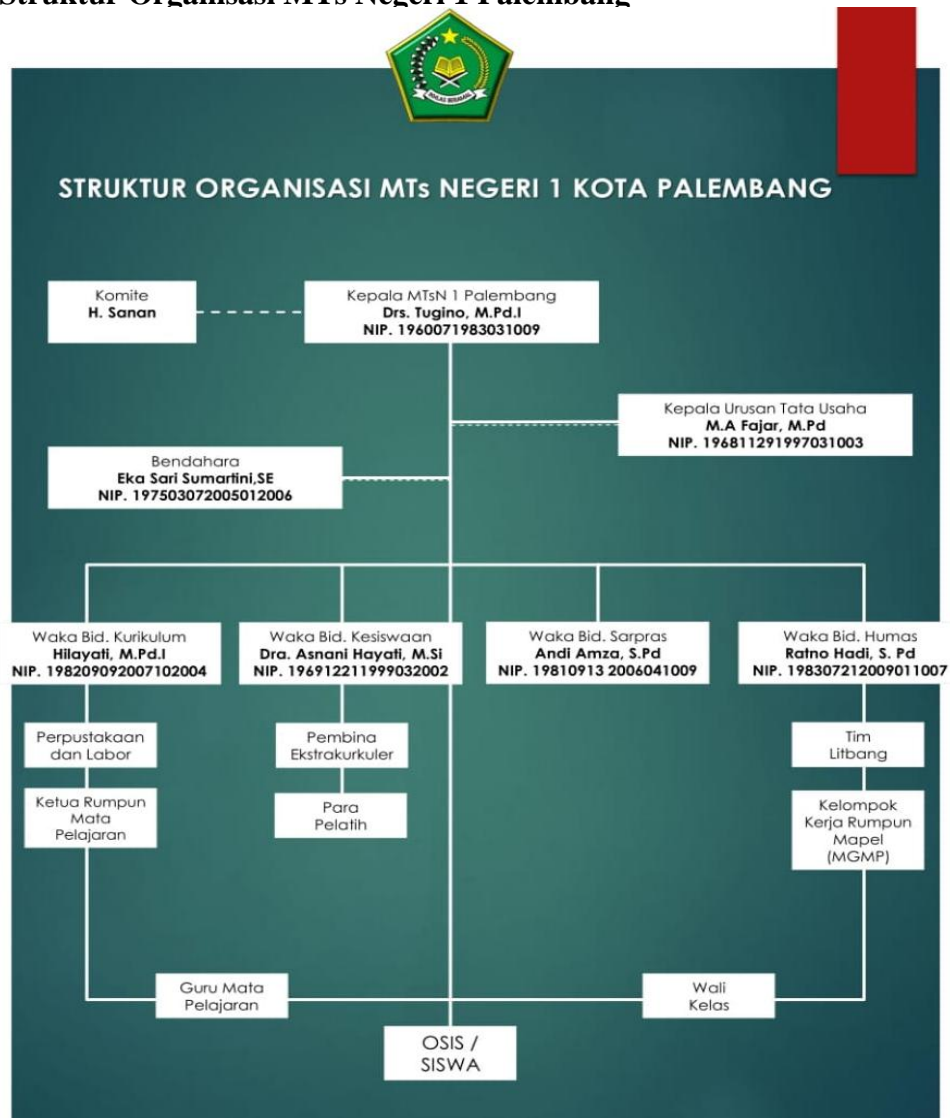 Struktur Organisasi MTs Negeri 1 Palembang
IKHLAS BERAMAL
STRUKTUR ORGANISASI MTs NEGERI 1 KOTA PALEMBANG
Komite
H. Sanan
Kepala MTsN 1 Palembang
Drs. Tugino, M.Pd.I
NIP. 1960071983031009
Kepala Urusan Tata Usaha
M.A Fajar, M.Pd
NIP. 196811291997031003
Bendahara
Eka Sari Sumartini,SE
NIP. 197503072005012006
Waka Bid. Kurikulum
Hilayati, M.Pd.I
NIP. 198209092007102004
Waka Bid. Kesiswaan
Dra. Asnani Hayati, M.Si
NIP. 196912211999032002
Waka Bid. Sarpras
Andi Amza, S.Pd
NIP. 19810913 2006041009
Waka Bid. Humas
Ratno Hadi, S. Pd
NIP. 198307212009011007
Perpustakaan
dan Labor
Pembina
Ekstrakurkuler
Tim
Litbang
Ketua Rumpun
Mata
Pelajaran
Para
Pelatih
Kelompok
Kerja Rumpun
Mapel
(MGMP)
Guru Mata
Pelajaran
Wali
Kelas
OSIS /
SISWA